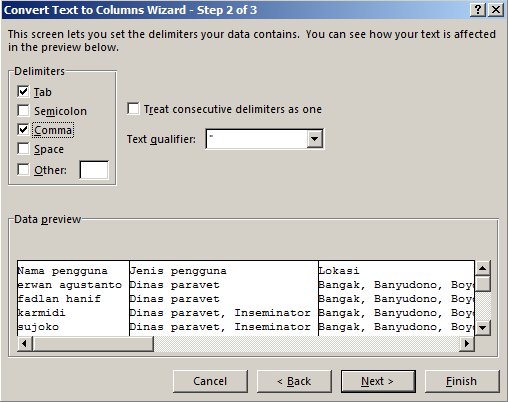 Convert Text to Columns Wizard - Step 2 of 3
This screen lets you set the delimiters your data contains. You can see how your text is affected
in the preview below.
Delimiters
Tab
Semicolon
Comma
Space
Other:
Treat consecutive delimiters as one
Text qualifier: "
Data preview
Nama pengguna Jenis pengguna Lokasi
erwan agustanto Dinas paravet Bangak, Banyudono, Boyo
fadlan hanif Dinas paravet Bangak, Banyudono, Boyo
karmidi Dinas paravet, Inseminator Bangak, Banyudono, Boyo
sujoko Dinas paravet, Inseminator Bangak, Banyudono, Boyo
Cancel < Back Next > Finish